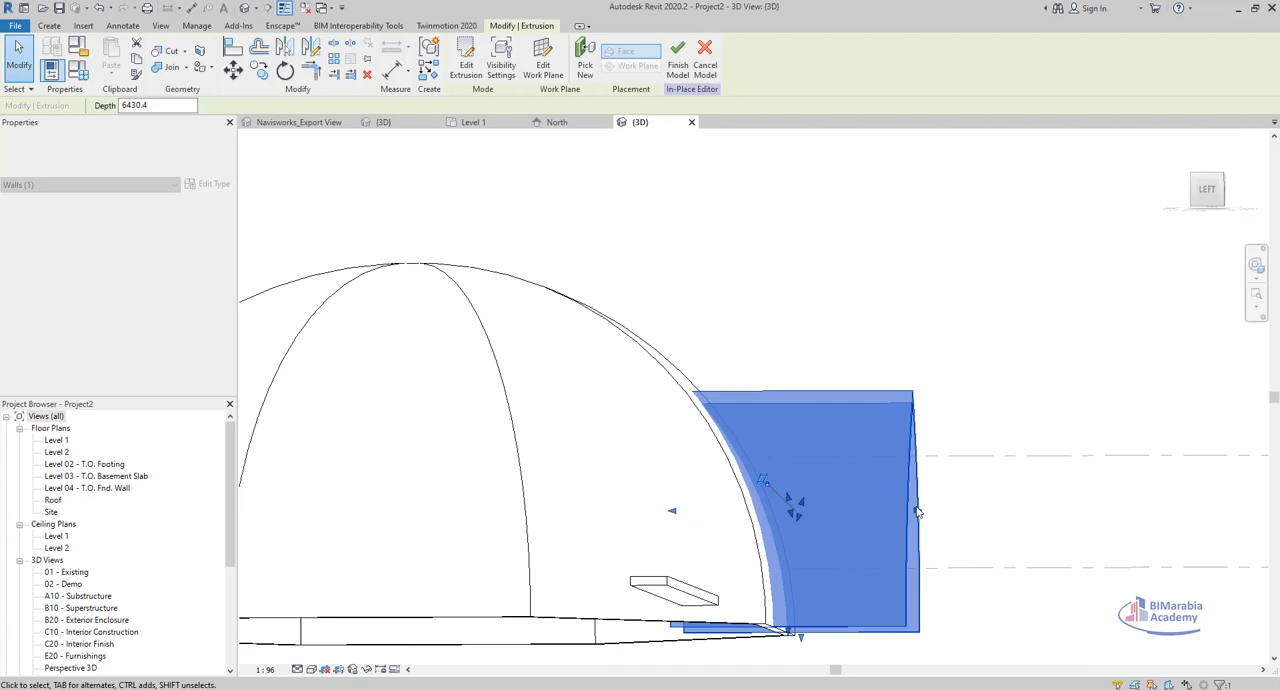 Autodesk Revit 2020.2 - Project2 - 3D View: {3D}
Sign In
File Create Insert Annotate View Manage Add-Ins Enscape™ BIM Interoperability Tools Twinmotion 2020 Modify | Extrusion
Modify
Paste
Cut
Join
Edit Extrusion
Visibility Settings
Edit Work Plane
Pick New
Face
Work Plane
Finish Model
Cancel Model
Select Properties Clipboard Geometry Modify Measure Create Mode Work Plane Placement In-Place Editor
Modify | Extrusion Depth 6430.4
Properties
Navisworks_Export View {3D} Level 1 North {3D}
Walls (1) Edit Type
LEFT
Project Browser - Project2
Views (all)
Floor Plans
Level 1
Level 2
Level 02 - T.O. Footing
Level 03 - T.O. Basement Slab
Level 04 - T.O. Fnd. Wall
Roof
Site
Ceiling Plans
Level 1
Level 2
3D Views
01 - Existing
02 - Demo
A10 - Substructure
B10 - Superstructure
B20 - Exterior Enclosure
C10 - Interior Construction
C20 - Interior Finish
E20 - Furnishings
Perspective 3D
BIMarabia
Academy
1 : 96
Click to select, TAB for alternates, CTRL adds, SHIFT unselects.
:1